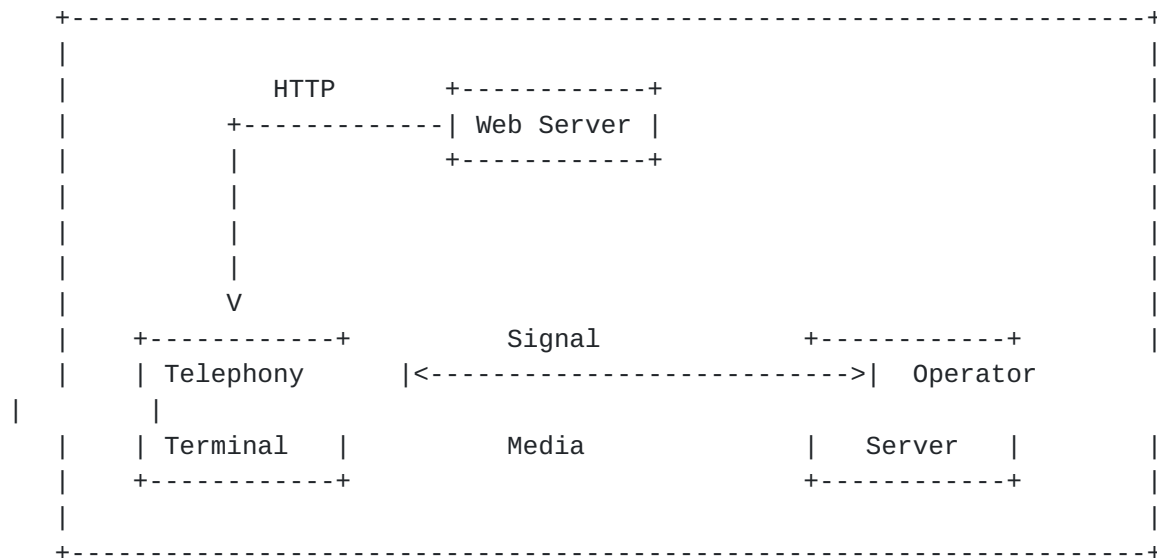 HTTP
Web Server
V
Signal
Telephony Operator
Terminal Media Server